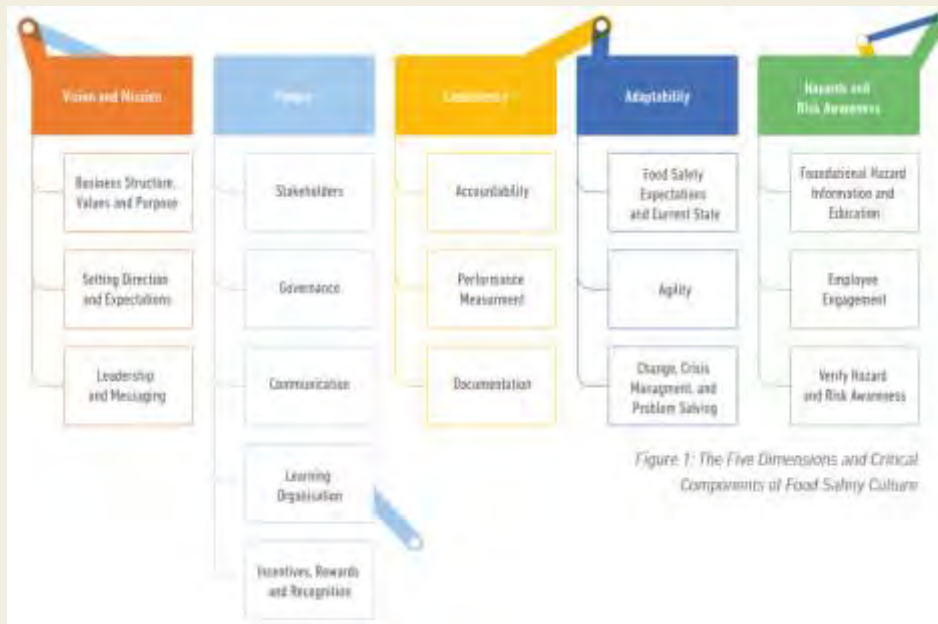 Vision and Mission
People
Consistency
Adaptability
Hazards and
Risk Awareness
Business Structure,
Values and Purpose
Setting Direction
and Expectations
Leadership
and Messaging
Stakeholders
Governance
Communication
Learning
Organisation
Incentives, Rewards
and Recognition
Accountability
Performance
Measurment
Documentation
Food Safety
Expectations
and Current State
Agility
Change, Crisis
Managment, and
Problem Solving
Foundational Hazard
Information and
Education
Employee
Engagement
Verify Hazard
and Risk Awareness
Figure 1: The Five Dimensions and Critical
Components of Food Safety Culture